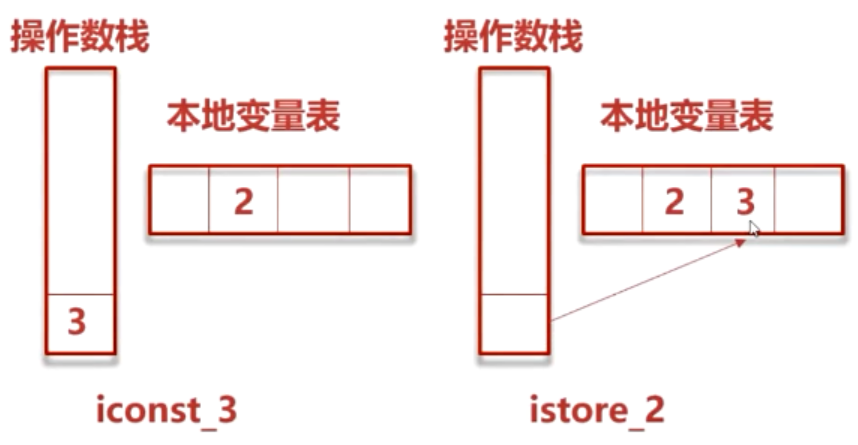 操作数栈
本地变量表
2
3
iconst_3
操作数栈
本地变量表
2 3
istore_2